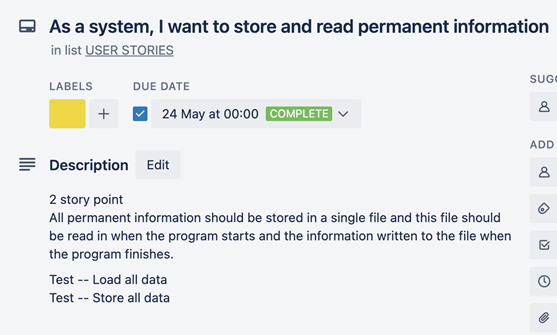 As a system, I want to store and read permanent information
in list USER STORIES
LABELS
DUE DATE
24 May at 00:00 COMPLETE
Description
Edit
2 story point
All permanent information should be stored in a single file and this file should
be read in when the program starts and the information written to the file when
the program finishes.
Test -- Load all data
Test -- Store all data
SUGG
ADD